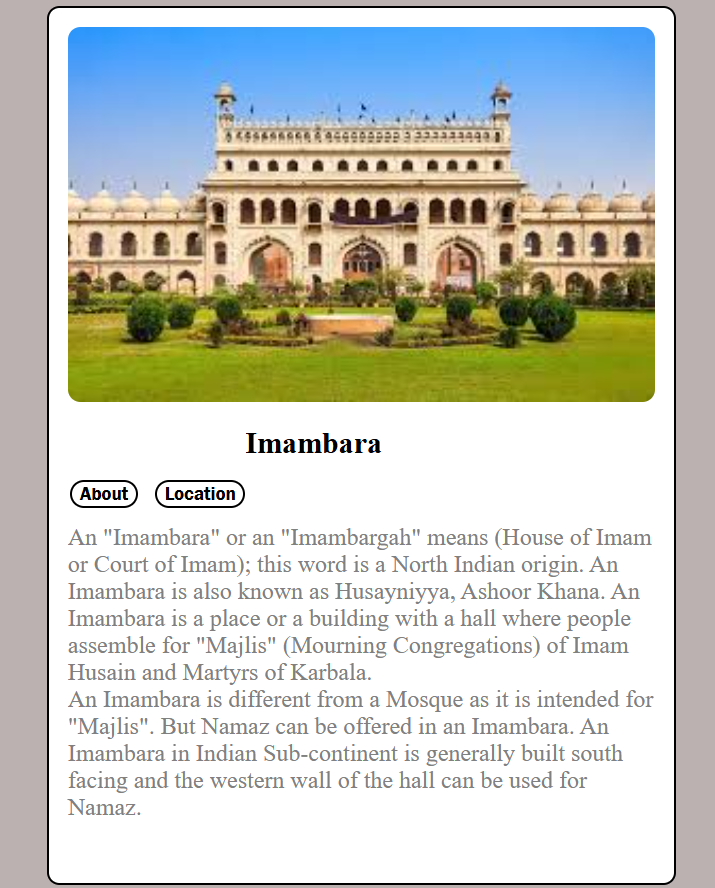 Imambara
About Location
An "Imambara" or an "Imambargah" means (House of Imam
or Court of Imam); this word is a North Indian origin. An
Imambara is also known as Husayniyya, Ashoor Khana. An
Imambara is a place or a building with a hall where people
assemble for "Majlis" (Mourning Congregations) of Imam
Husain and Martyrs of Karbala.
An Imambara is different from a Mosque as it is intended for
"Majlis". But Namaz can be offered in an Imambara. An
Imambara in Indian Sub-continent is generally built south
facing and the western wall of the hall can be used for
Namaz.